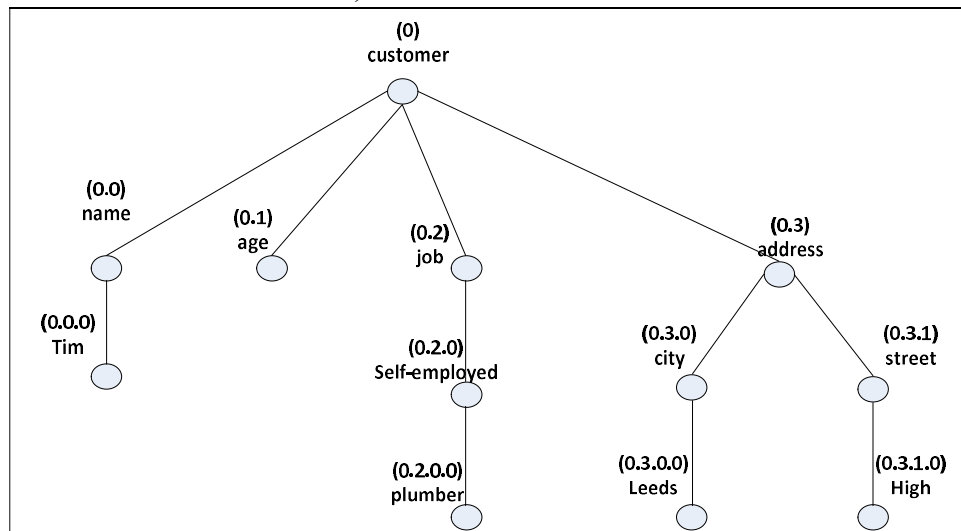 (0)
customer
(0.0)
name
(0.1)
age
(0.2)
job
(0.3)
address
(0.0.0)
Tim
(0.2.0)
Self-employed
(0.3.0)
city
(0.3.1)
street
(0.2.0.0)
plumber
(0.3.0.0)
Leeds
(0.3.1.0)
High